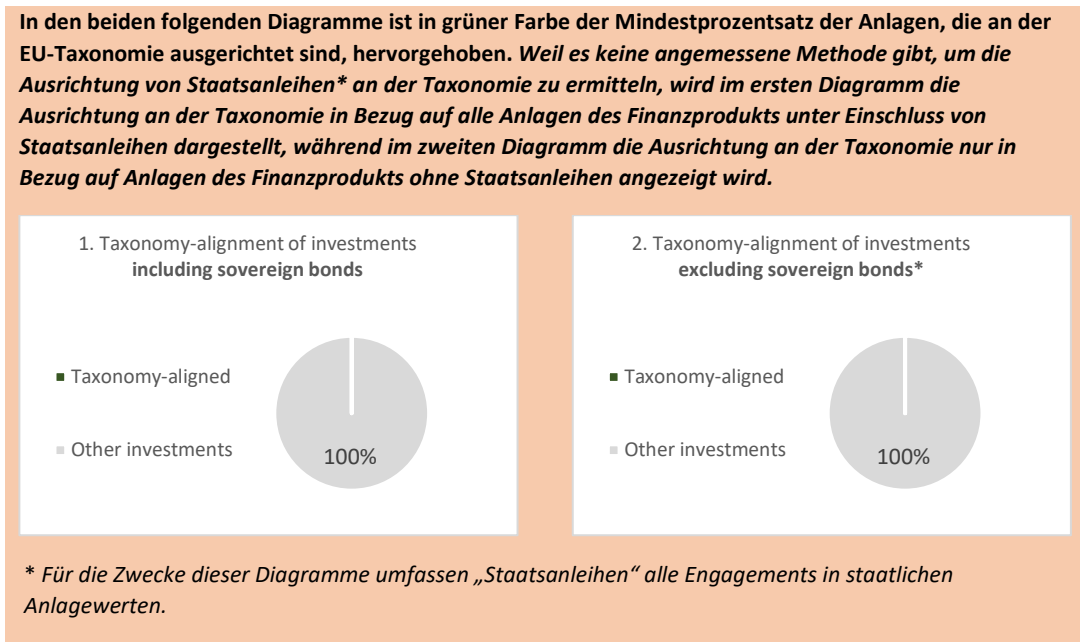 In den beiden folgenden Diagramme ist in grüner Farbe der Mindestprozentsatz der Anlagen, die an der
EU-Taxonomie ausgerichtet sind, hervorgehoben. Weil es keine angemessene Methode gibt, um die
Ausrichtung von Staatsanleihen* an der Taxonomie zu ermitteln, wird im ersten Diagramm die
Ausrichtung an der Taxonomie in Bezug auf alle Anlagen des Finanzprodukts unter Einschluss von
Staatsanleihen dargestellt, während im zweiten Diagramm die Ausrichtung an der Taxonomie nur in
Bezug auf Anlagen des Finanzprodukts ohne Staatsanleihen angezeigt wird.
1. Taxonomy-alignment of investments
including sovereign bonds
Taxonomy-aligned
Other investments
100%
2. Taxonomy-alignment of investments
excluding sovereign bonds*
Taxonomy-aligned
Other investments
100%
* Für die Zwecke dieser Diagramme umfassen „Staatsanleihen“ alle Engagements in staatlichen
Anlagewerten.